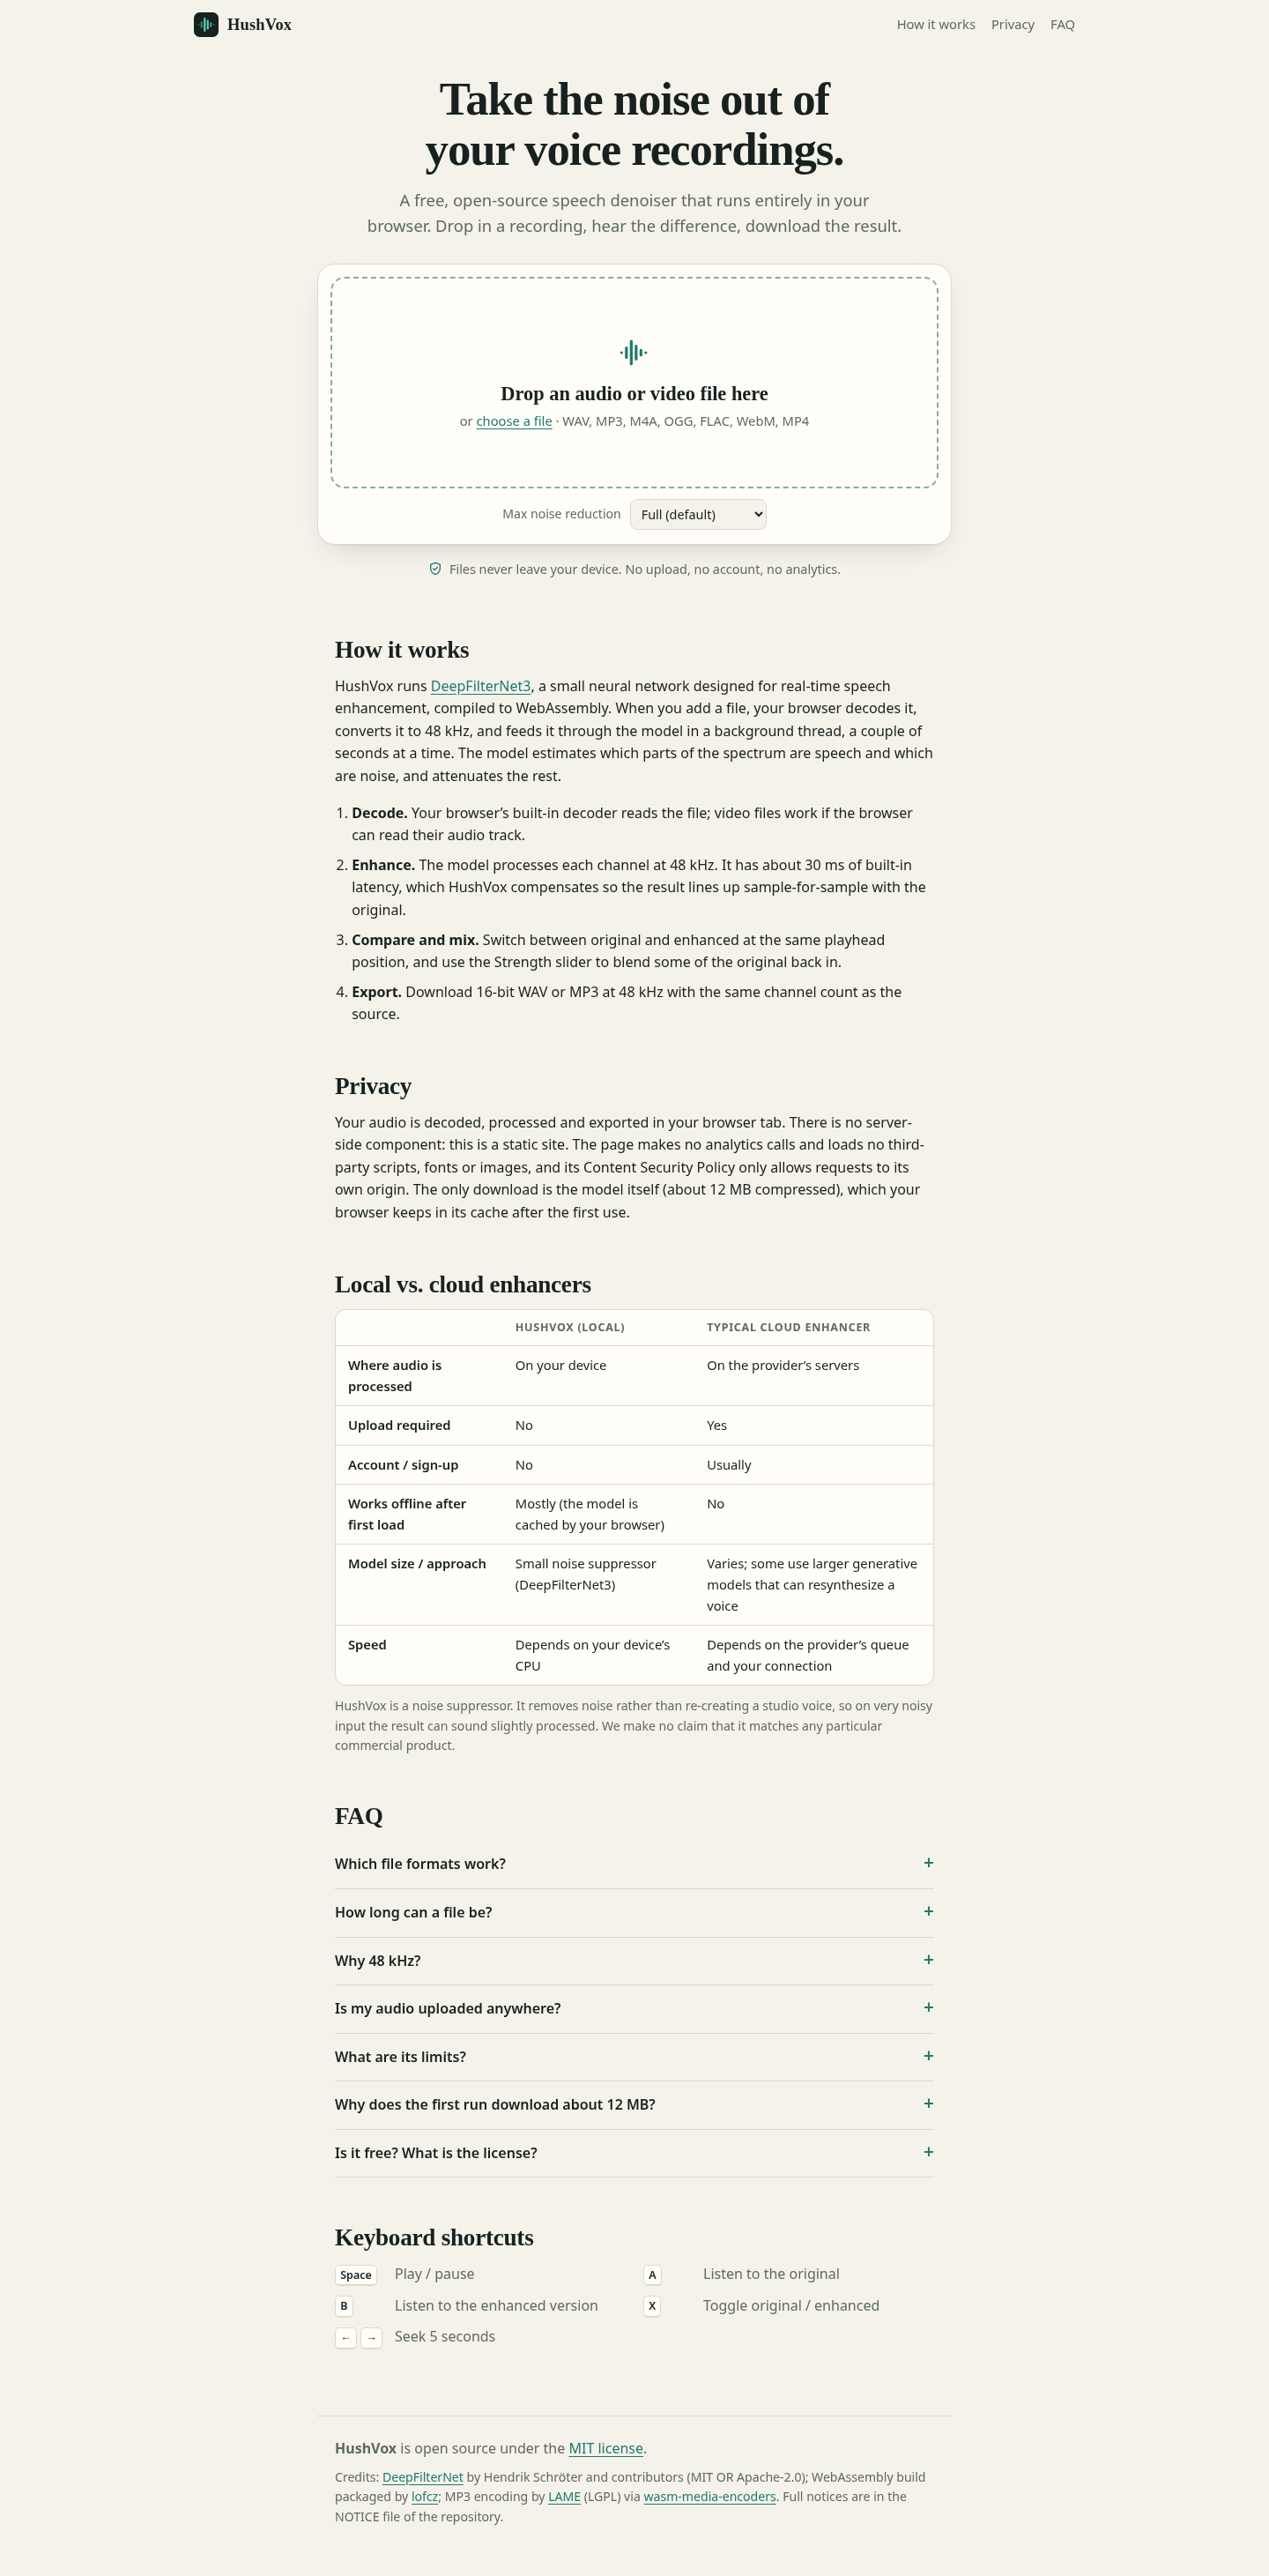 HushVox
How it works Privacy FAQ
Take the noise out of
your voice recordings.
A free, open-source speech denoiser that runs entirely in your
browser. Drop in a recording, hear the difference, download the result.
Drop an audio or video file here
or choose a file · WAV, MP3, M4A, OGG, FLAC, WebM, MP4
Max noise reduction Full (default)
Files never leave your device. No upload, no account, no analytics.
How it works
HushVox runs DeepFilterNet3, a small neural network designed for real-time speech
enhancement, compiled to WebAssembly. When you add a file, your browser decodes it,
converts it to 48 kHz, and feeds it through the model in a background thread, a couple of
seconds at a time. The model estimates which parts of the spectrum are speech and which
are noise, and attenuates the rest.
1. Decode. Your browser’s built-in decoder reads the file; video files work if the browser
can read their audio track.
2. Enhance. The model processes each channel at 48 kHz. It has about 30 ms of built-in
latency, which HushVox compensates so the result lines up sample-for-sample with the
original.
3. Compare and mix. Switch between original and enhanced at the same playhead
position, and use the Strength slider to blend some of the original back in.
4. Export. Download 16-bit WAV or MP3 at 48 kHz with the same channel count as the
source.
Privacy
Your audio is decoded, processed and exported in your browser tab. There is no server-
side component: this is a static site. The page makes no analytics calls and loads no third-
party scripts, fonts or images, and its Content Security Policy only allows requests to its
own origin. The only download is the model itself (about 12 MB compressed), which your
browser keeps in its cache after the first use.
Local vs. cloud enhancers
HUSHVOX (LOCAL) TYPICAL CLOUD ENHANCER
Where audio is
processed
On your device
On the provider’s servers
Upload required No Yes
Account / sign-up No Usually
Works offline after
first load
Mostly (the model is
cached by your browser)
No
Model size / approach
Small noise suppressor
(DeepFilterNet3)
Varies; some use larger generative
models that can resynthesize a
voice
Speed
Depends on your device’s
CPU
Depends on the provider’s queue
and your connection
HushVox is a noise suppressor. It removes noise rather than re-creating a studio voice, so on very noisy
input the result can sound slightly processed. We make no claim that it matches any particular
commercial product.
FAQ
Which file formats work? +
How long can a file be? +
Why 48 kHz? +
Is my audio uploaded anywhere? +
What are its limits? +
Why does the first run download about 12 MB? +
Is it free? What is the license? +
Keyboard shortcuts
Space Play / pause A Listen to the original
B Listen to the enhanced version X Toggle original / enhanced
← → Seek 5 seconds
HushVox is open source under the MIT license.
Credits: DeepFilterNet by Hendrik Schröter and contributors (MIT OR Apache-2.0); WebAssembly build
packaged by lofcz; MP3 encoding by LAME (LGPL) via wasm-media-encoders. Full notices are in the
NOTICE file of the repository.